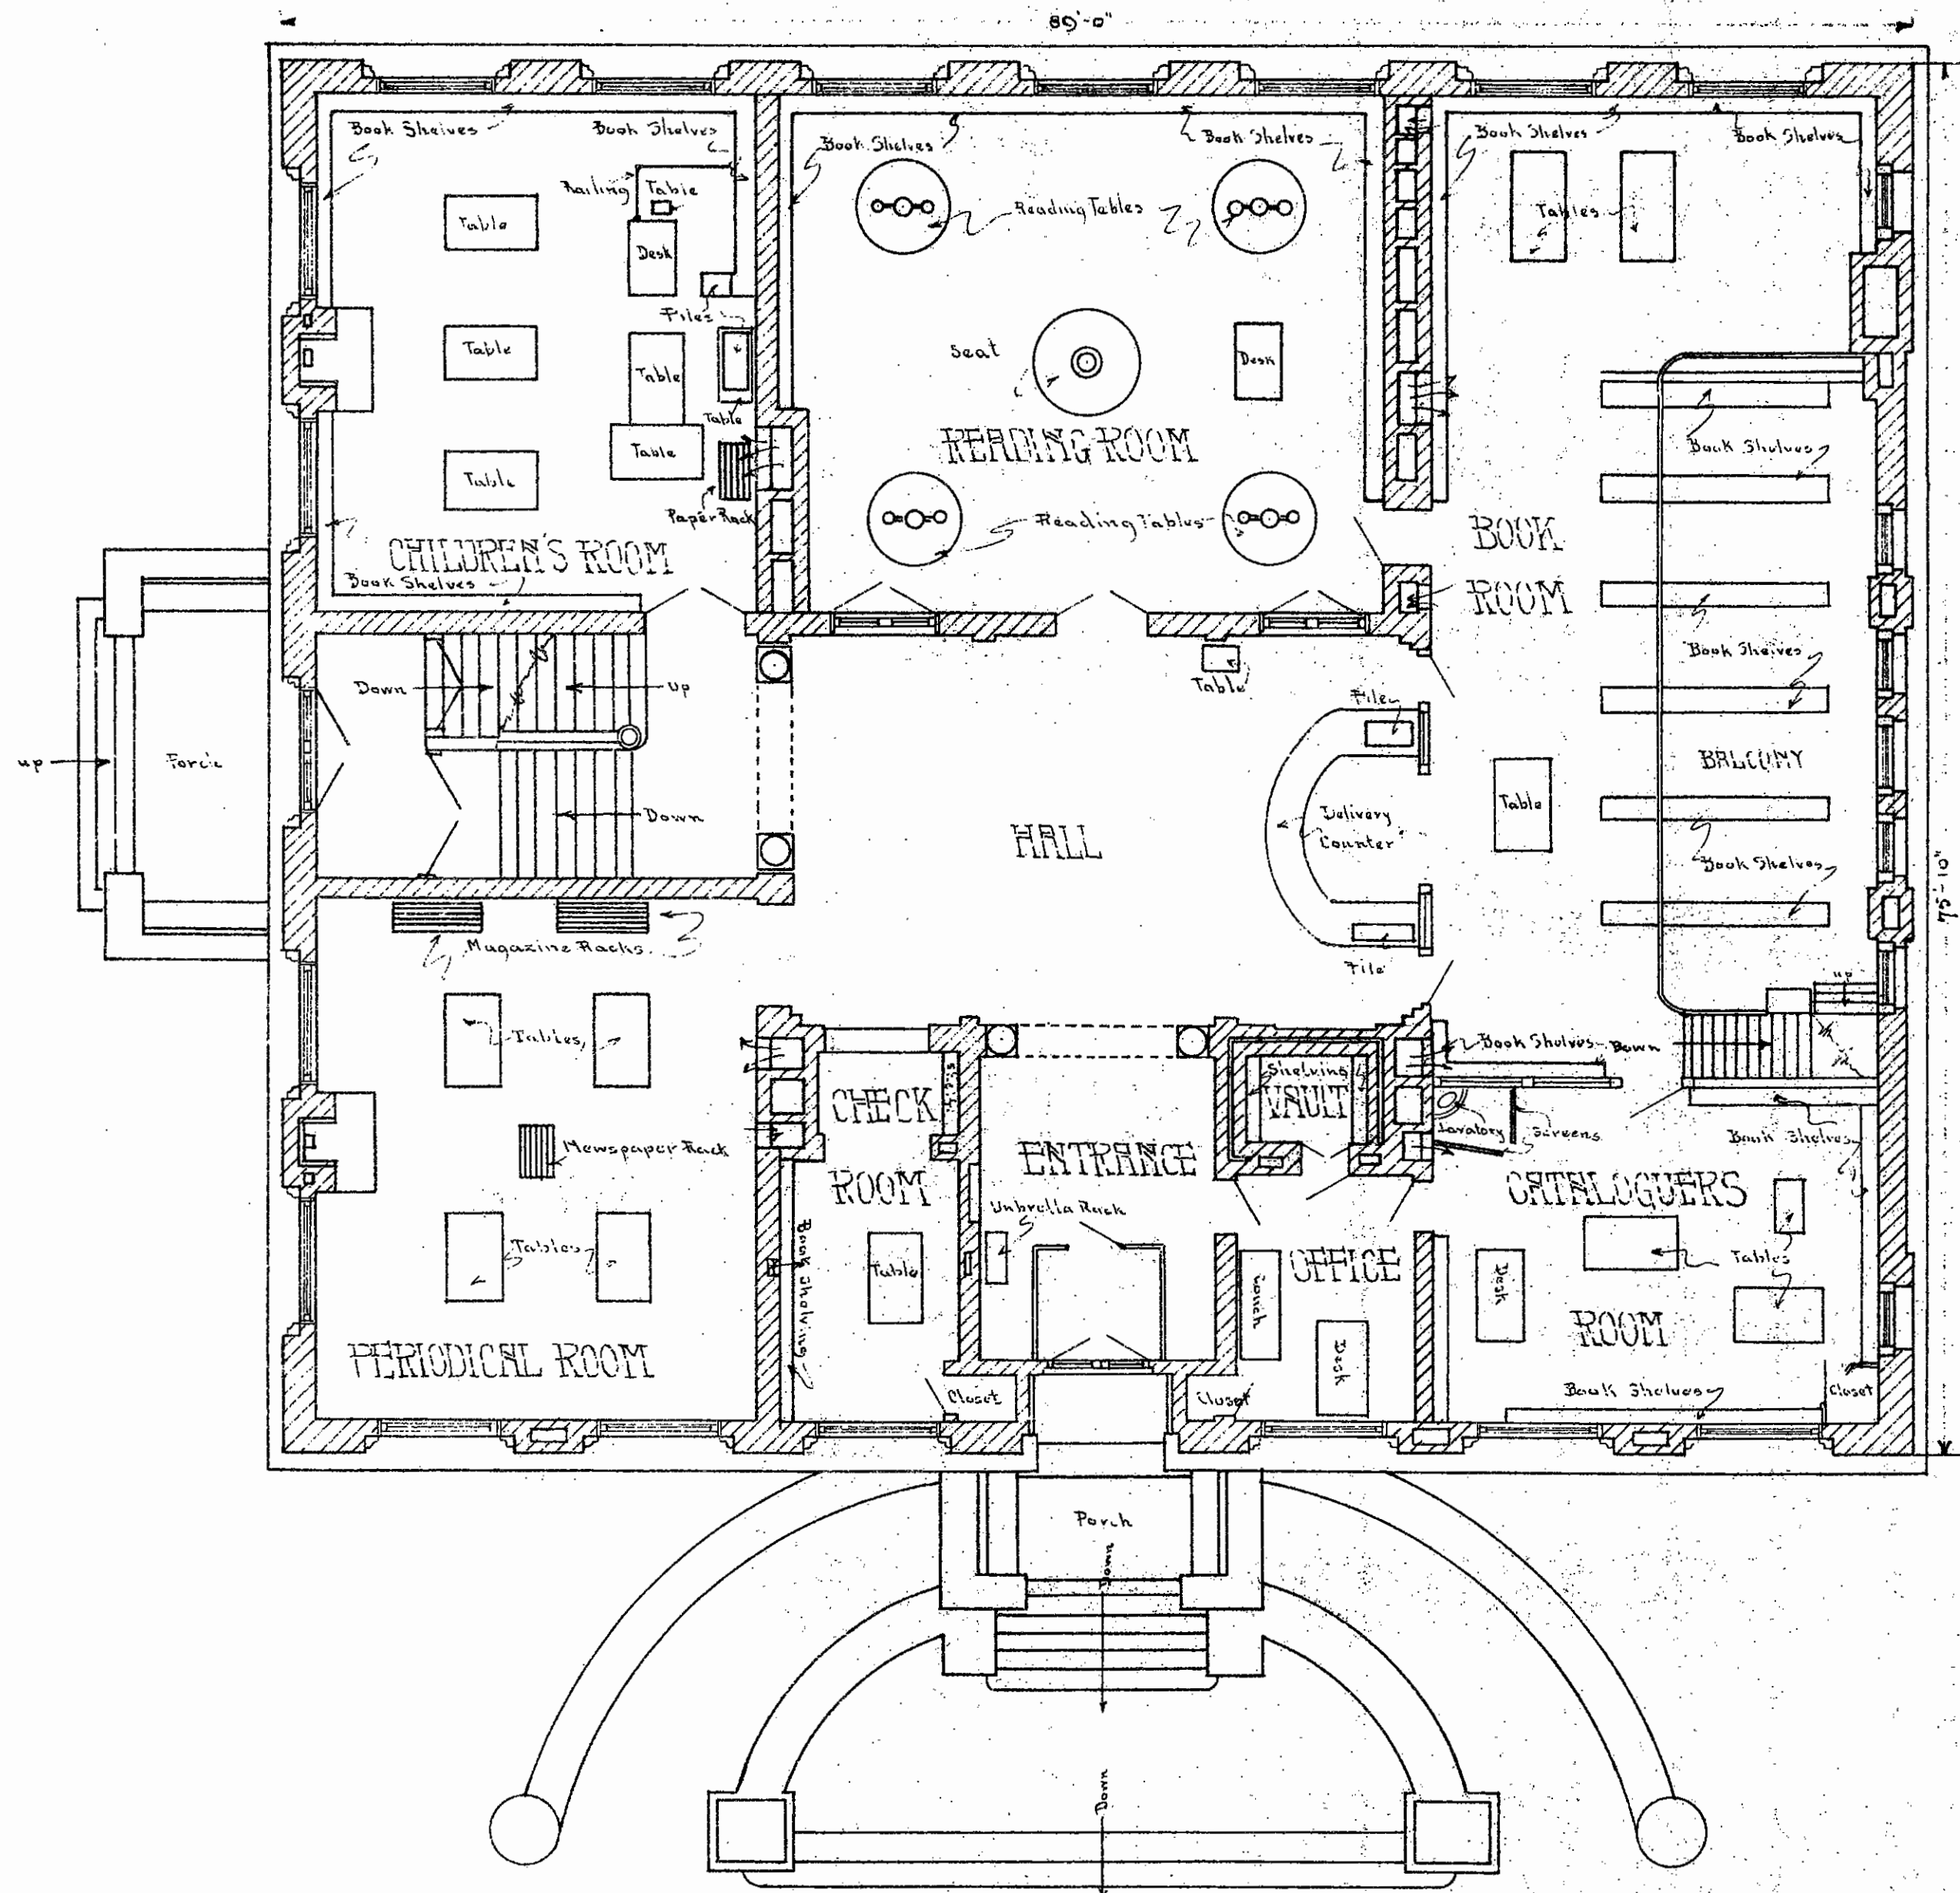 Book Shelves
Book Shelves
Book Shelves
Book Shelves
Book Shelves
Book Shelves
Railing
Table
Table
Desk
Reading Tables
Tables
Files
Table
Table
Seat
Desk
Table
Table
Table
Paper Rack
READING ROOM
Book Shelves
CHILDREN'S ROOM
Book Shelves
Reading Tables
BOOK
ROOM
Down
Up
Table
File
Book Shelves
up
Porch
BALCONY
Down
HALL
Delivery
Counter
Table
Book Shelves
75'-10"
Magazine Racks
File
up
Tables
Book Shelves
Down
CHECK
ROOM
Shelving
VAULT
Lavatory
Screens
Book Shelves
Newspaper Rack
ENTRANCE
CATALOGUERS
ROOM
Umbrella Rack
Tables
Book Shelving
Table
OFFICE
Couch
Desk
Desk
Tables
PERIODICAL ROOM
Closet
Closet
Book Shelves
Closet
Porch
Down
Down